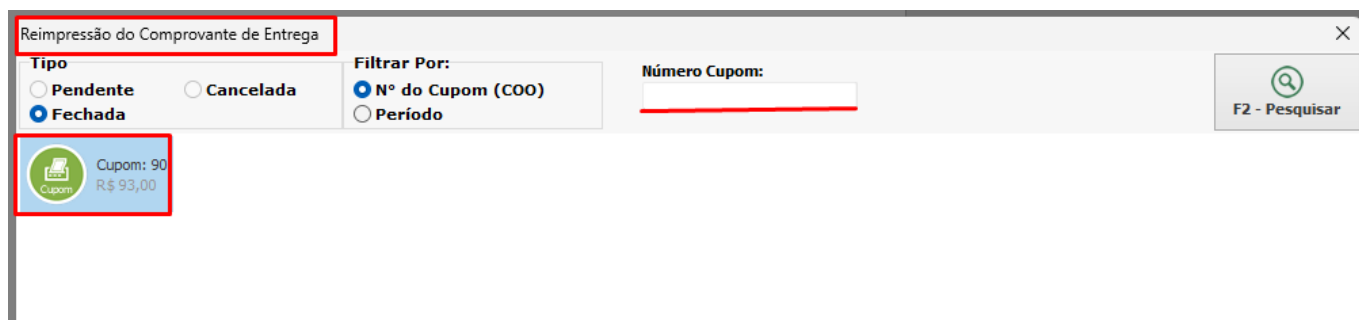 Reimpressão do Comprovante de Entrega
Tipo
Pendente
Cancelada
Fechada
Filtrar Por:
Nº do Cupom (COO)
Período
Número Cupom:
F2 - Pesquisar
Cupom
Cupom: 90
R$ 93,00